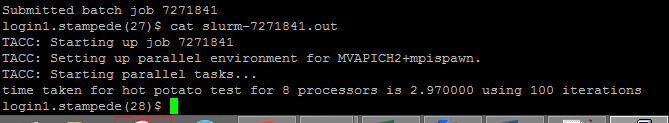 Submitted batch job 7271841
login1.stampede(27)$ cat slurm-7271841.out
TACC: Starting up job 7271841
TACC: Setting up parallel environment for MVAPICH2+mpispawn.
TACC: Starting parallel tasks...
time taken for hot potato test for 8 processors is 2.970000 using 100 iterations
login1.stampede(28)$